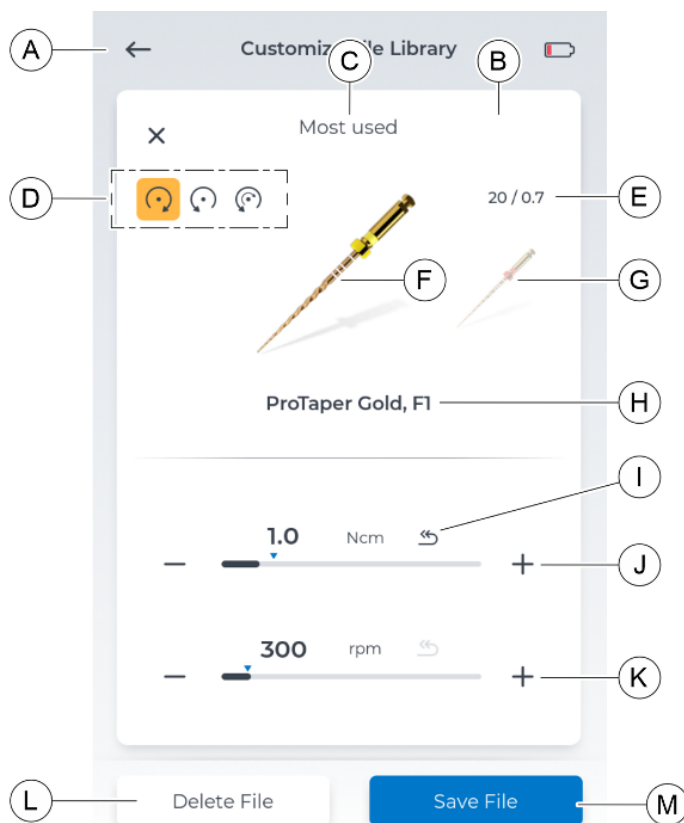 A
Customiz
le Library
C
B
Most used
D
20 / 0.7
E
F
G
ProTaper Gold, F1
H
I
1.0 Ncm
J
300 rpm
K
L
Delete File
Save File
M